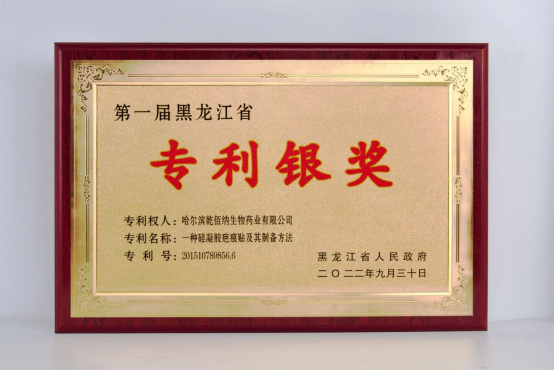 第一届黑龙江省
专利银奖
专利权人：哈尔滨乾佰纳生物药业有限公司
专利名称：一种硅凝胶疤痕贴及其制备方法
专利号：201510789856.6
黑龙江省人民政府
二〇二二年九月三十日